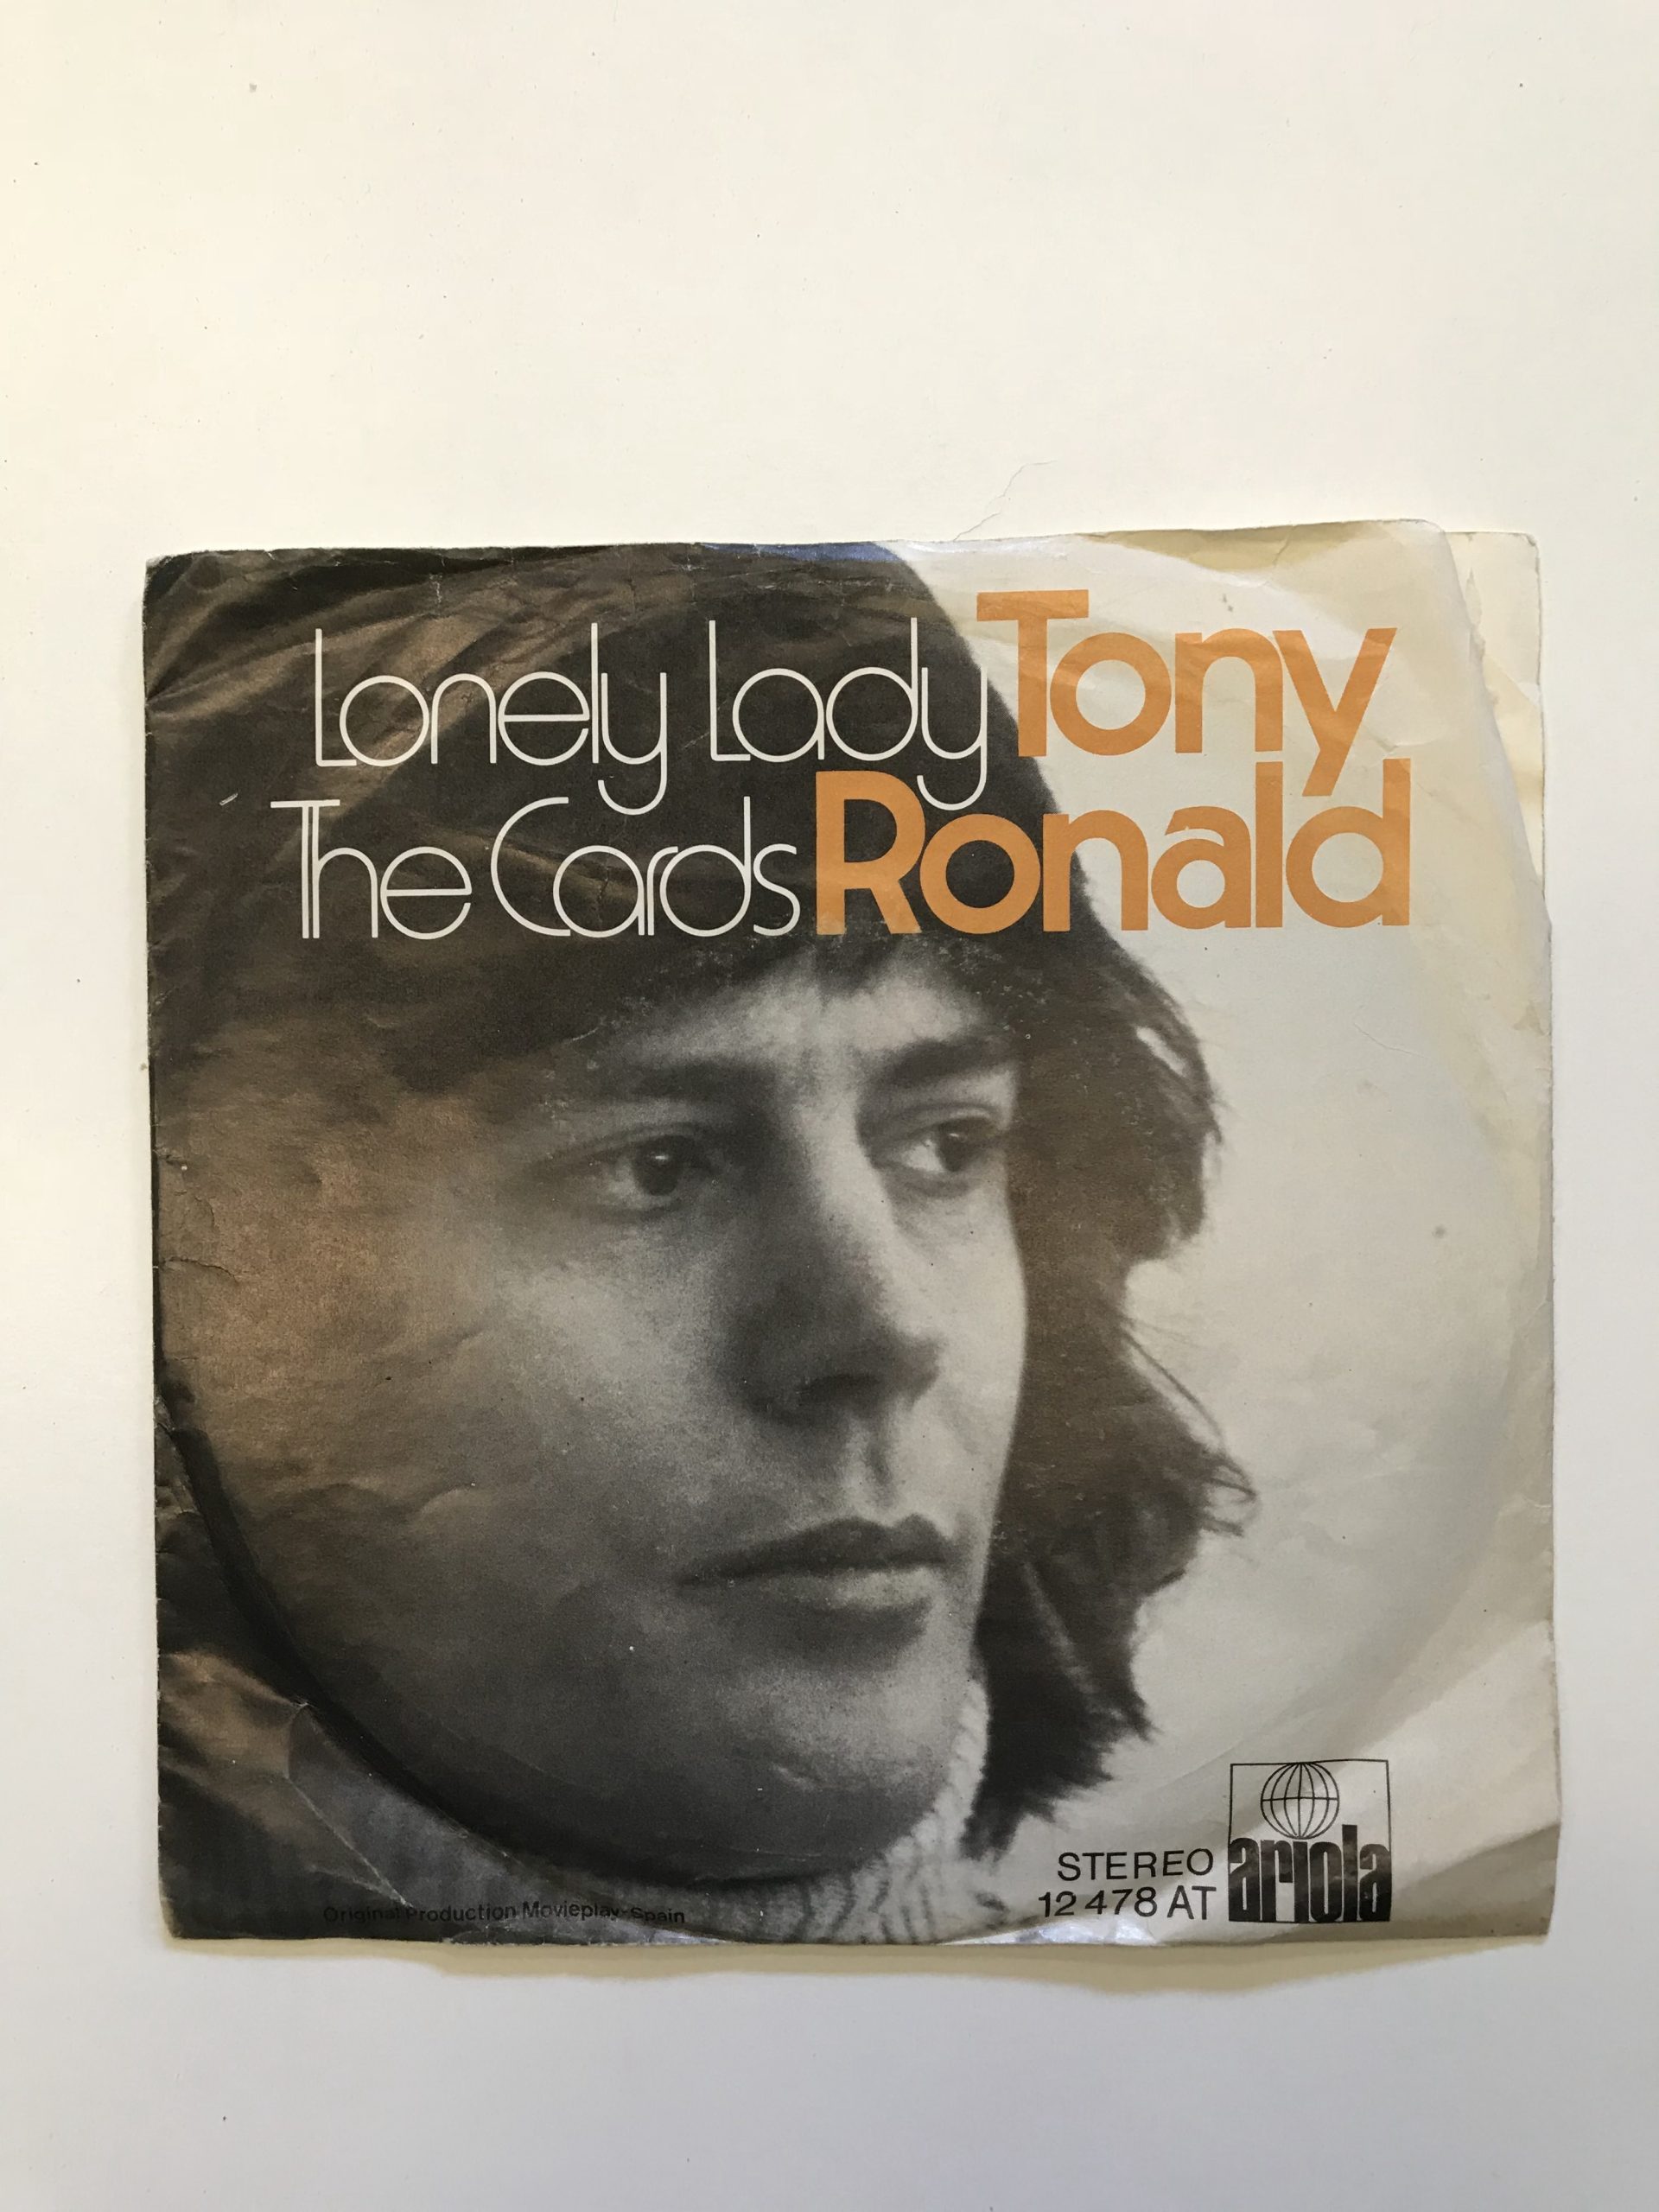 Lonely Lady Tony
The Cards Ronald
STEREO
12 478 AT
ariola
Original Production Movieplay-Spain